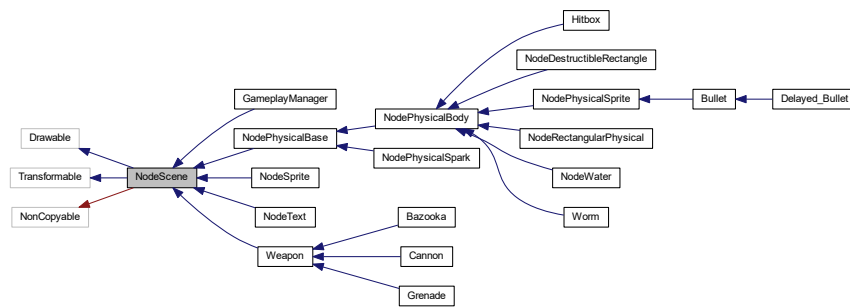 Hitbox
NodeDestructibleRectangle
GameplayManager
NodePhysicalSprite
Bullet
Delayed_Bullet
NodePhysicalBody
Drawable
NodePhysicalBase
NodeRectangularPhysical
NodePhysicalSpark
Transformable
NodeScene
NodeSprite
NodeWater
NonCopyable
NodeText
Bazooka
Worm
Weapon
Cannon
Grenade